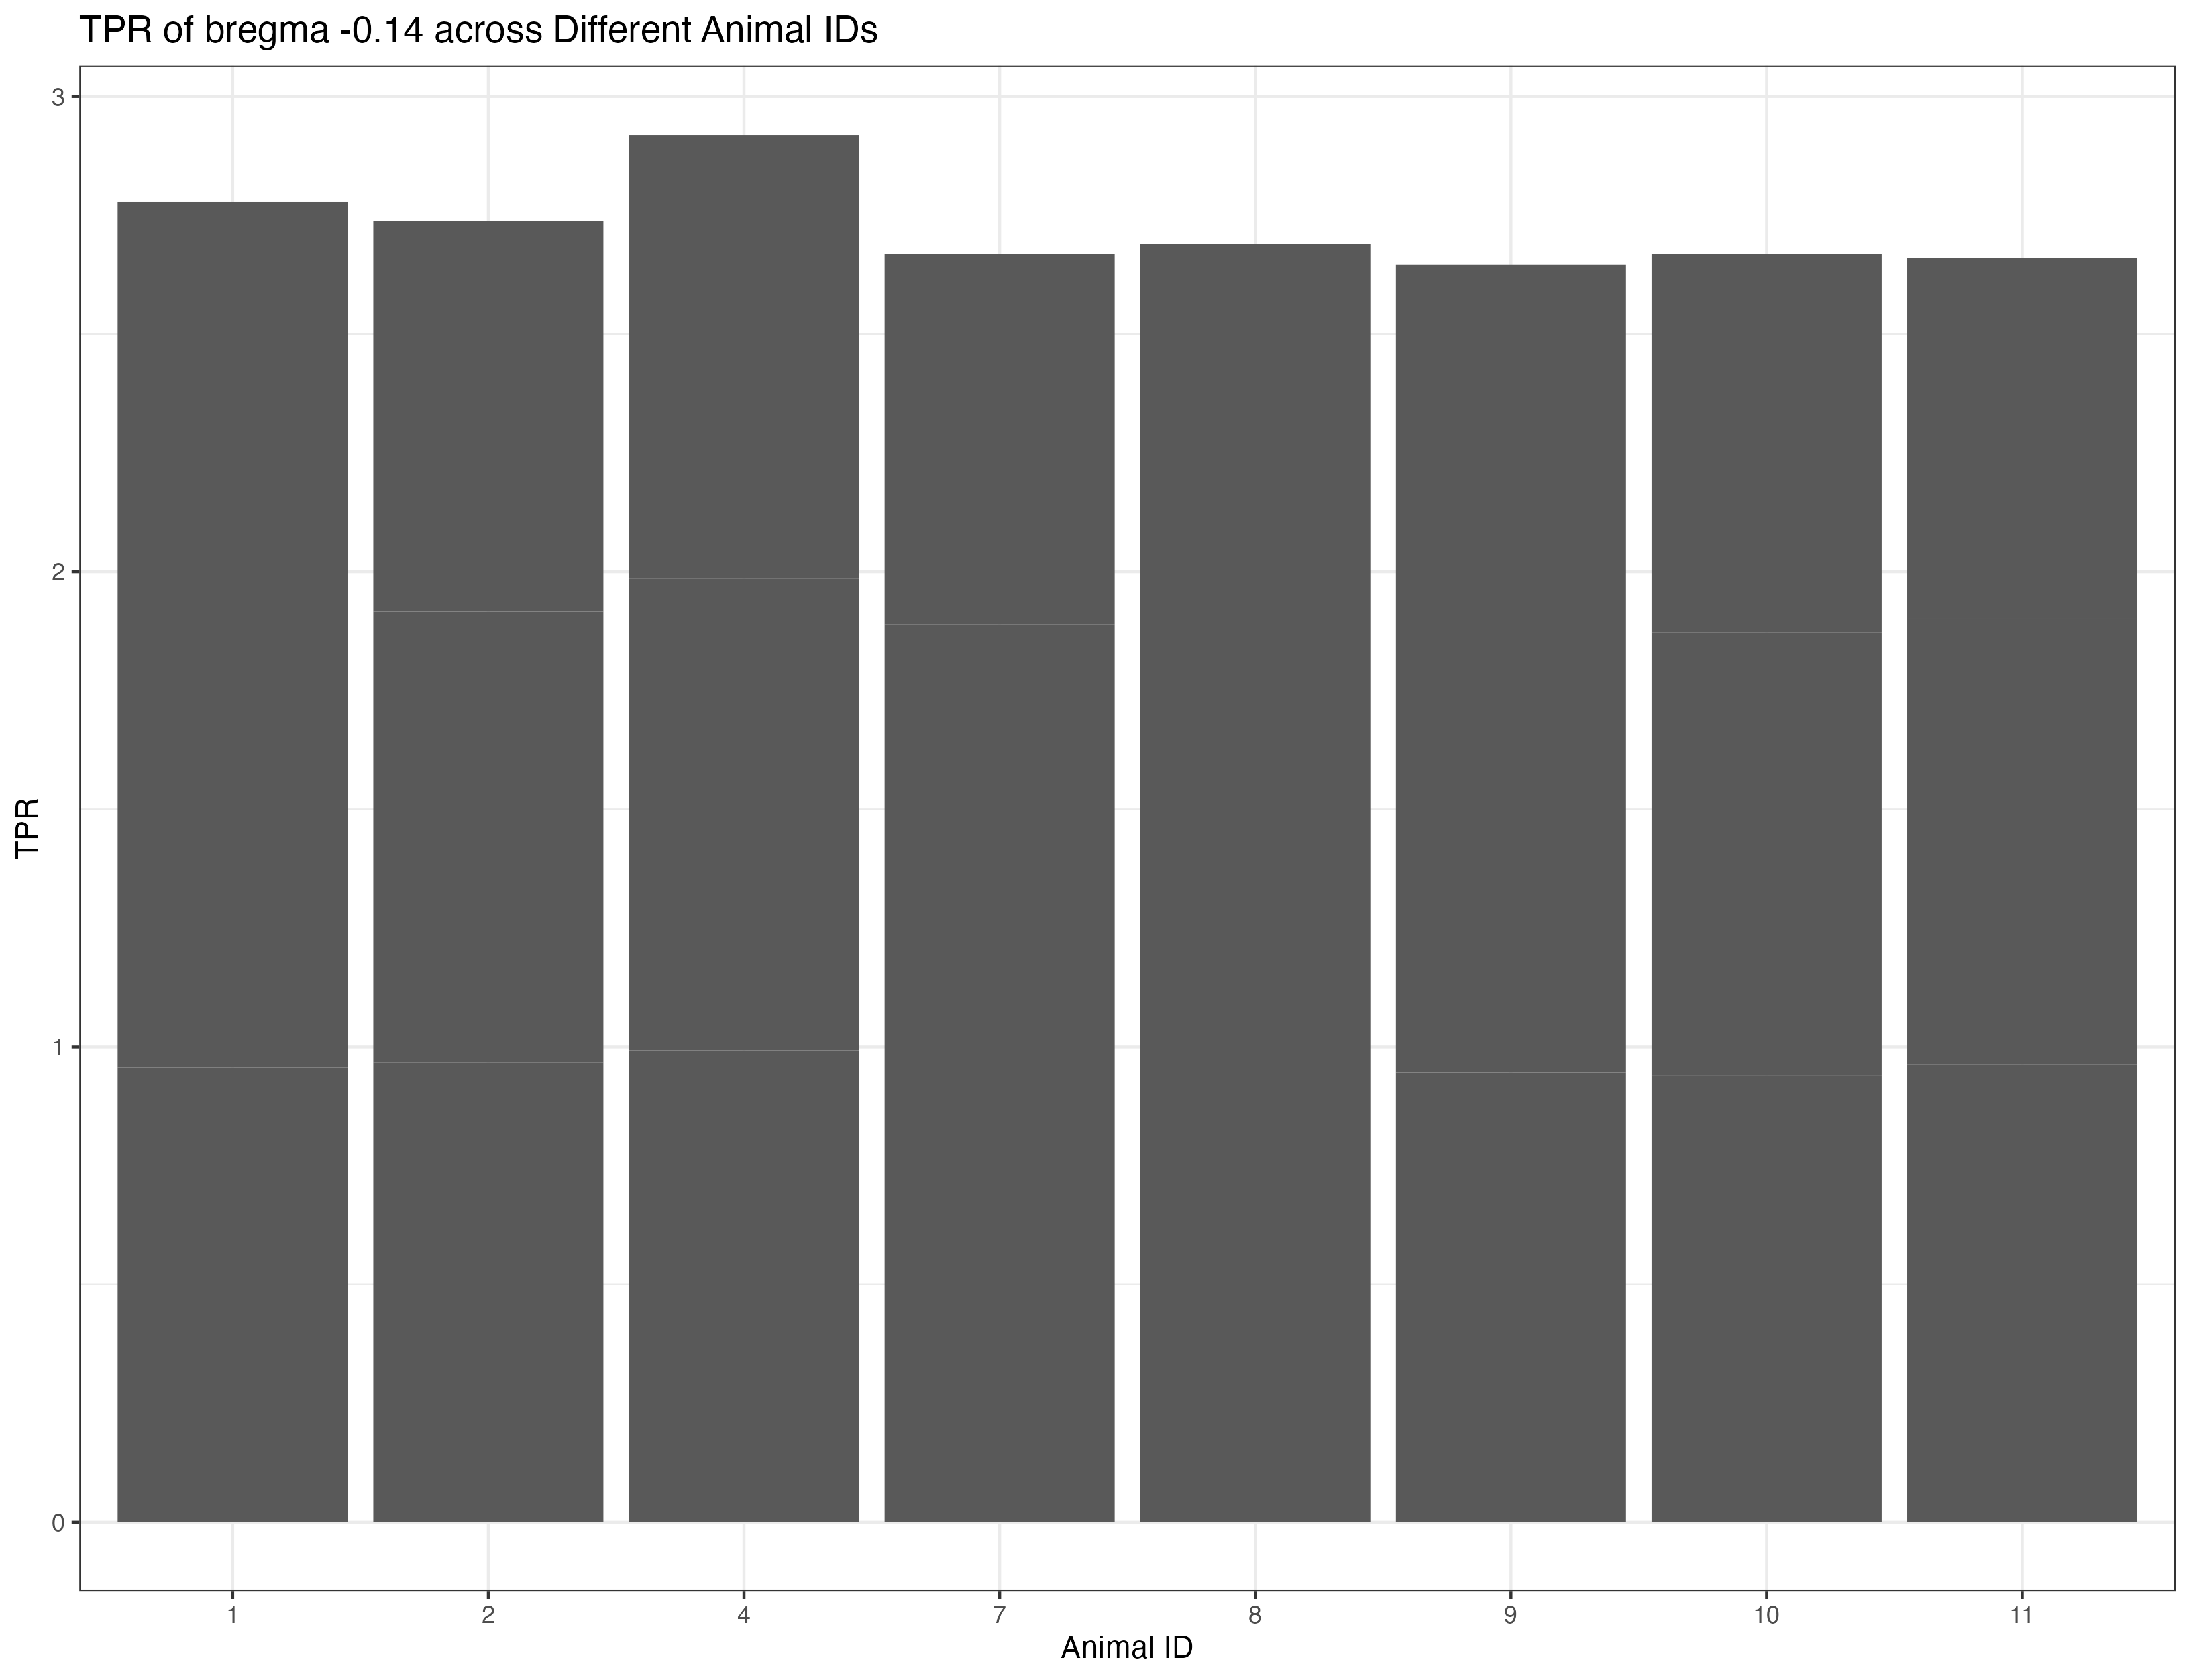 TPR of bregma -0.14 across Different Animal IDs
3
2
1
0
TPR
1 2 4 7 8 9 10 11
Animal ID